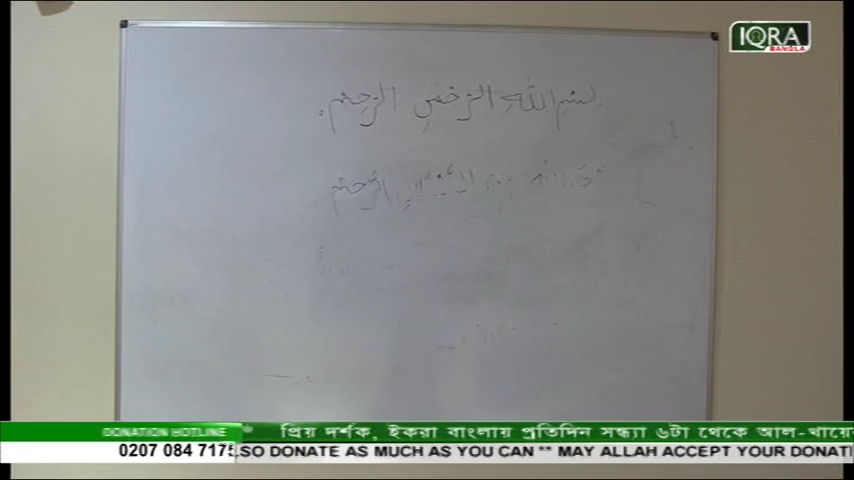 IQRA
BANGLA
بسم الله الرحمن الرحيم
الرحيم
DONATION HOTLINE
প্রিয় দর্শক, ইকরা বাংলায় প্রতিদিন সন্ধ্যা ৬টা থেকে আল-খায়ে
0207 084 7175
SO DONATE AS MUCH AS YOU CAN ** MAY ALLAH ACCEPT YOUR DONATI